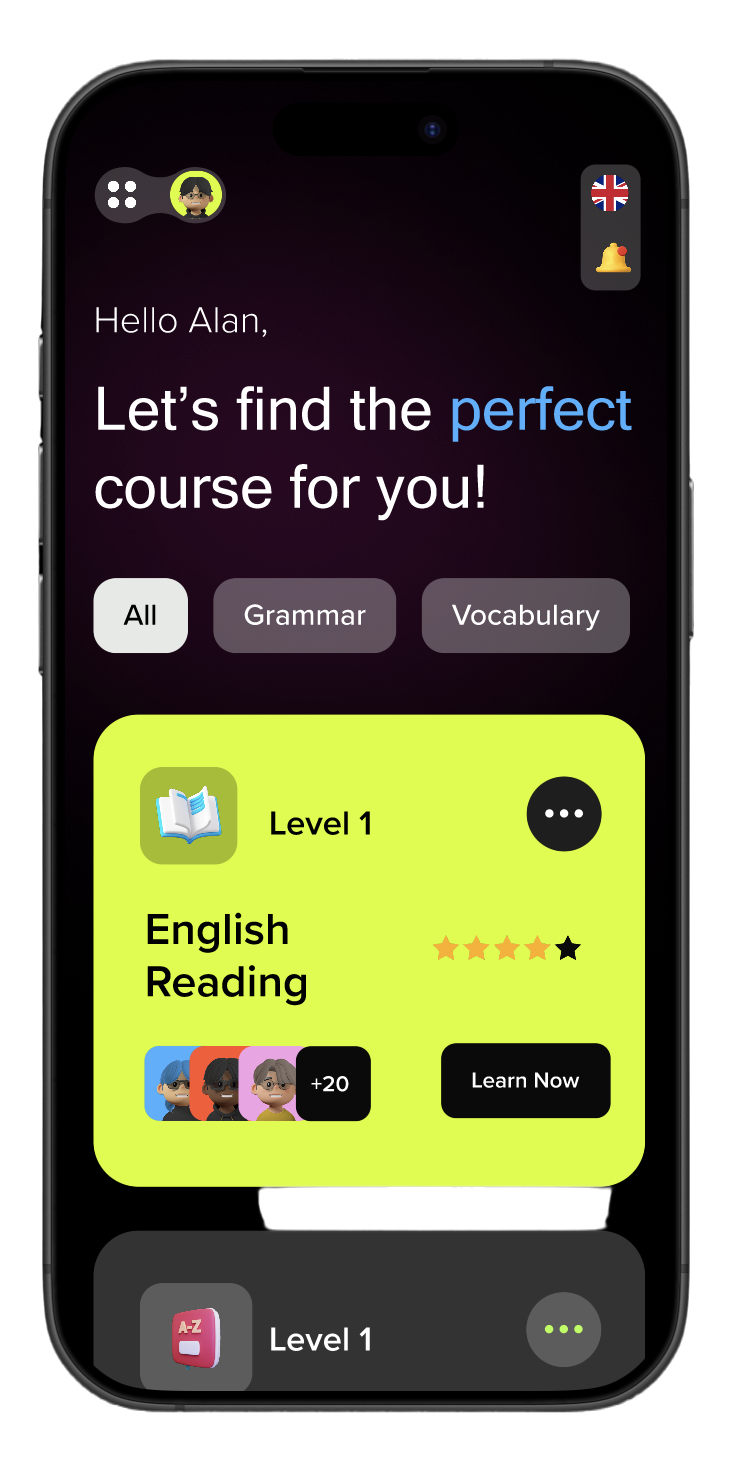 Hello Alan,
Let's find the perfect
course for you!
All
Grammar
Vocabulary
Level 1
English
Reading
+20
Learn Now
A-Z
Level 1